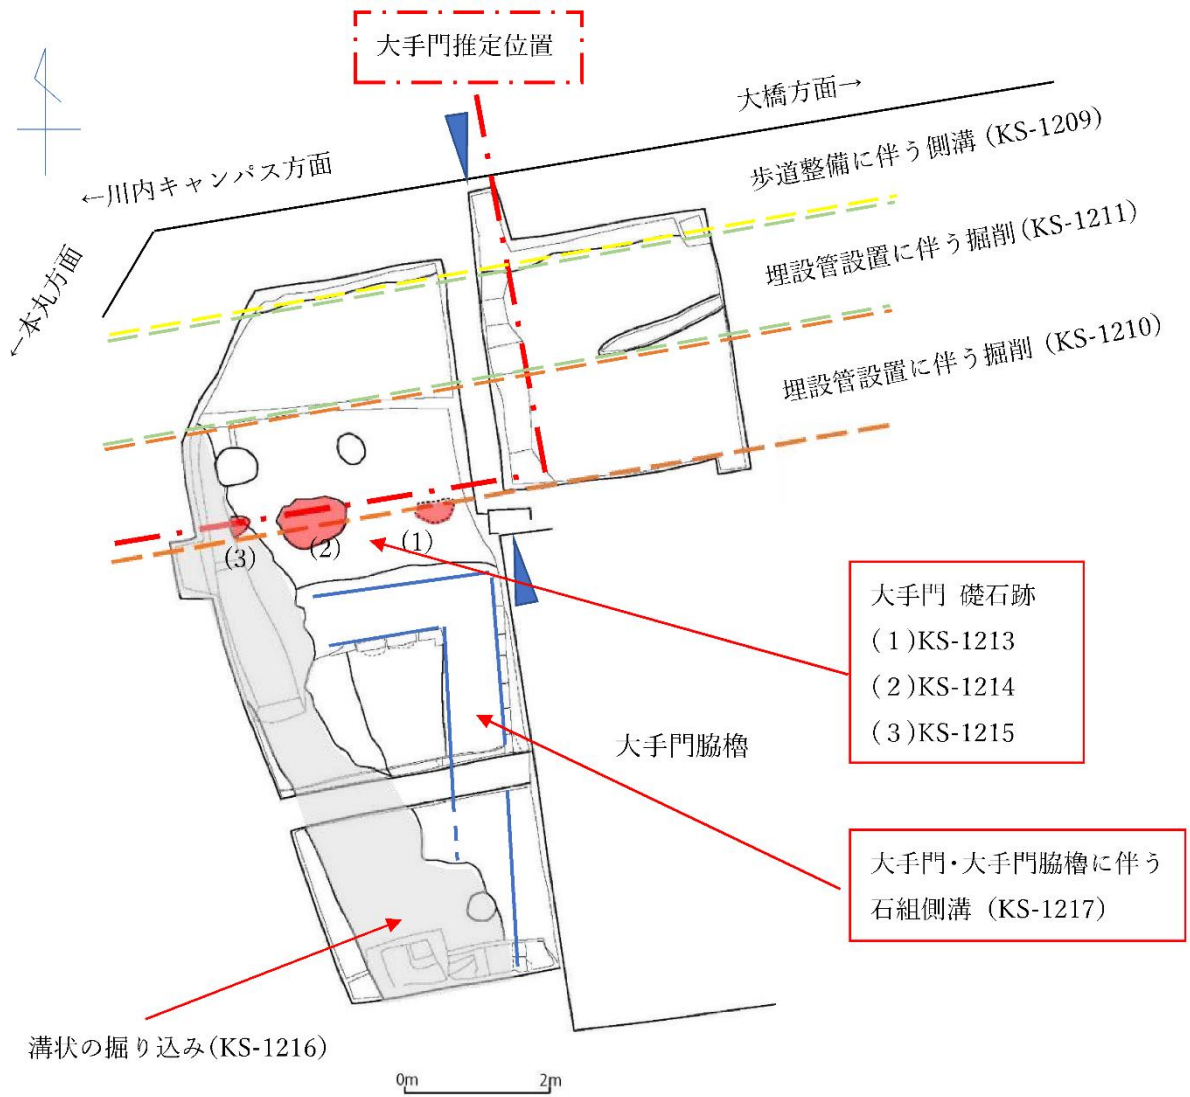 大手門推定位置
大橋方面→
←川内キャンパス方面
←本丸方面
歩道整備に伴う側溝(KS-1209)
埋設管設置に伴う掘削(KS-1211)
埋設管設置に伴う掘削 (KS-1210)
(3)
(2)
(1)
大手門 礎石跡
(1)KS-1213
(2)KS-1214
(3)KS-1215
大手門脇櫓
大手門・大手門脇櫓に伴う
石組側溝 (KS-1217)
溝状の掘り込み(KS-1216)
0m
2m